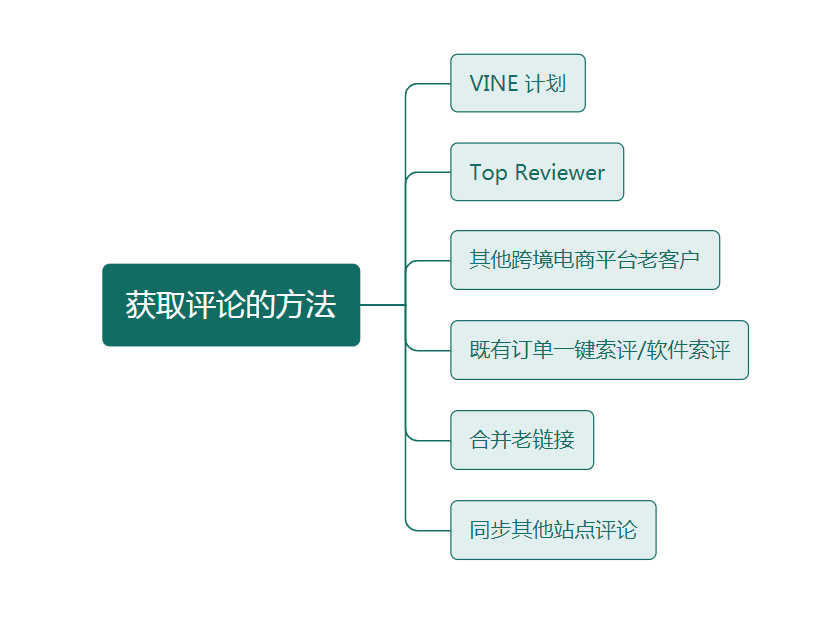 获取评论的方法
VINE 计划
Top Reviewer
其他跨境电商平台老客户
既有订单一键索评/软件索评
合并老链接
同步其他站点评论